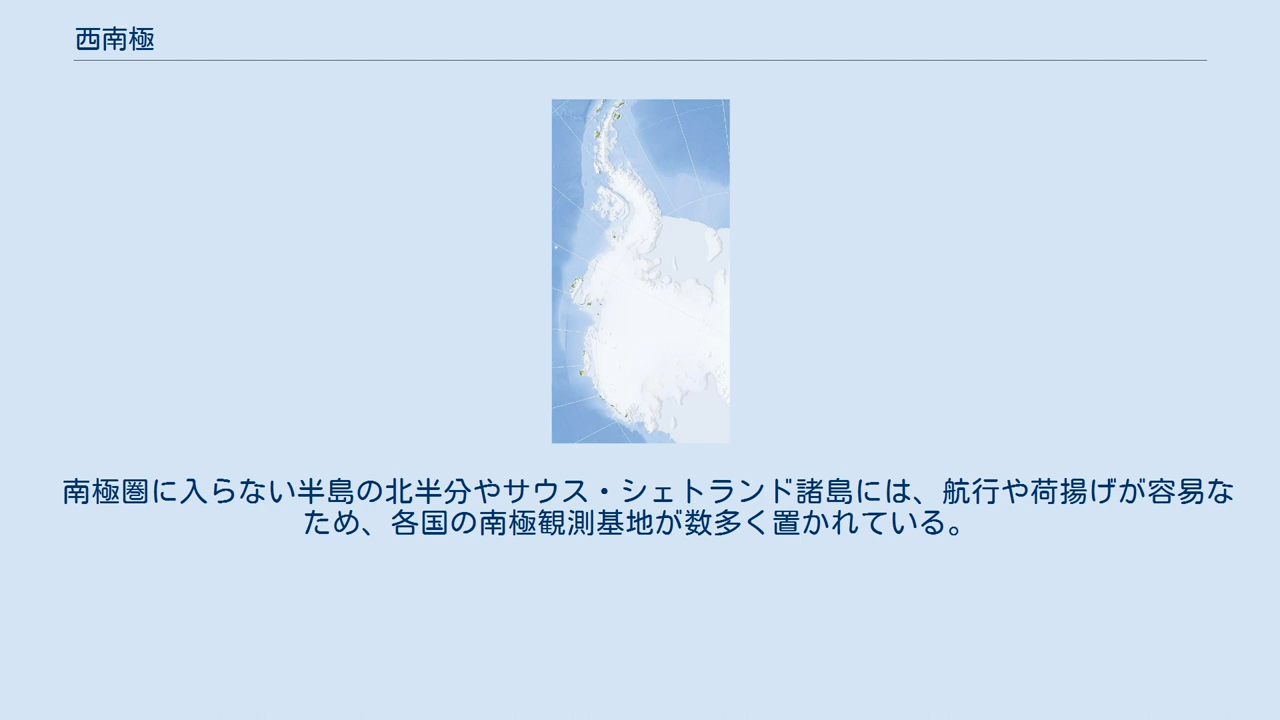 西南極
南極圏に入らない半島の北半分やサウス・シェトランド諸島には、航行や荷揚げが容易な
ため、各国の南極観測基地が数多く置かれている。